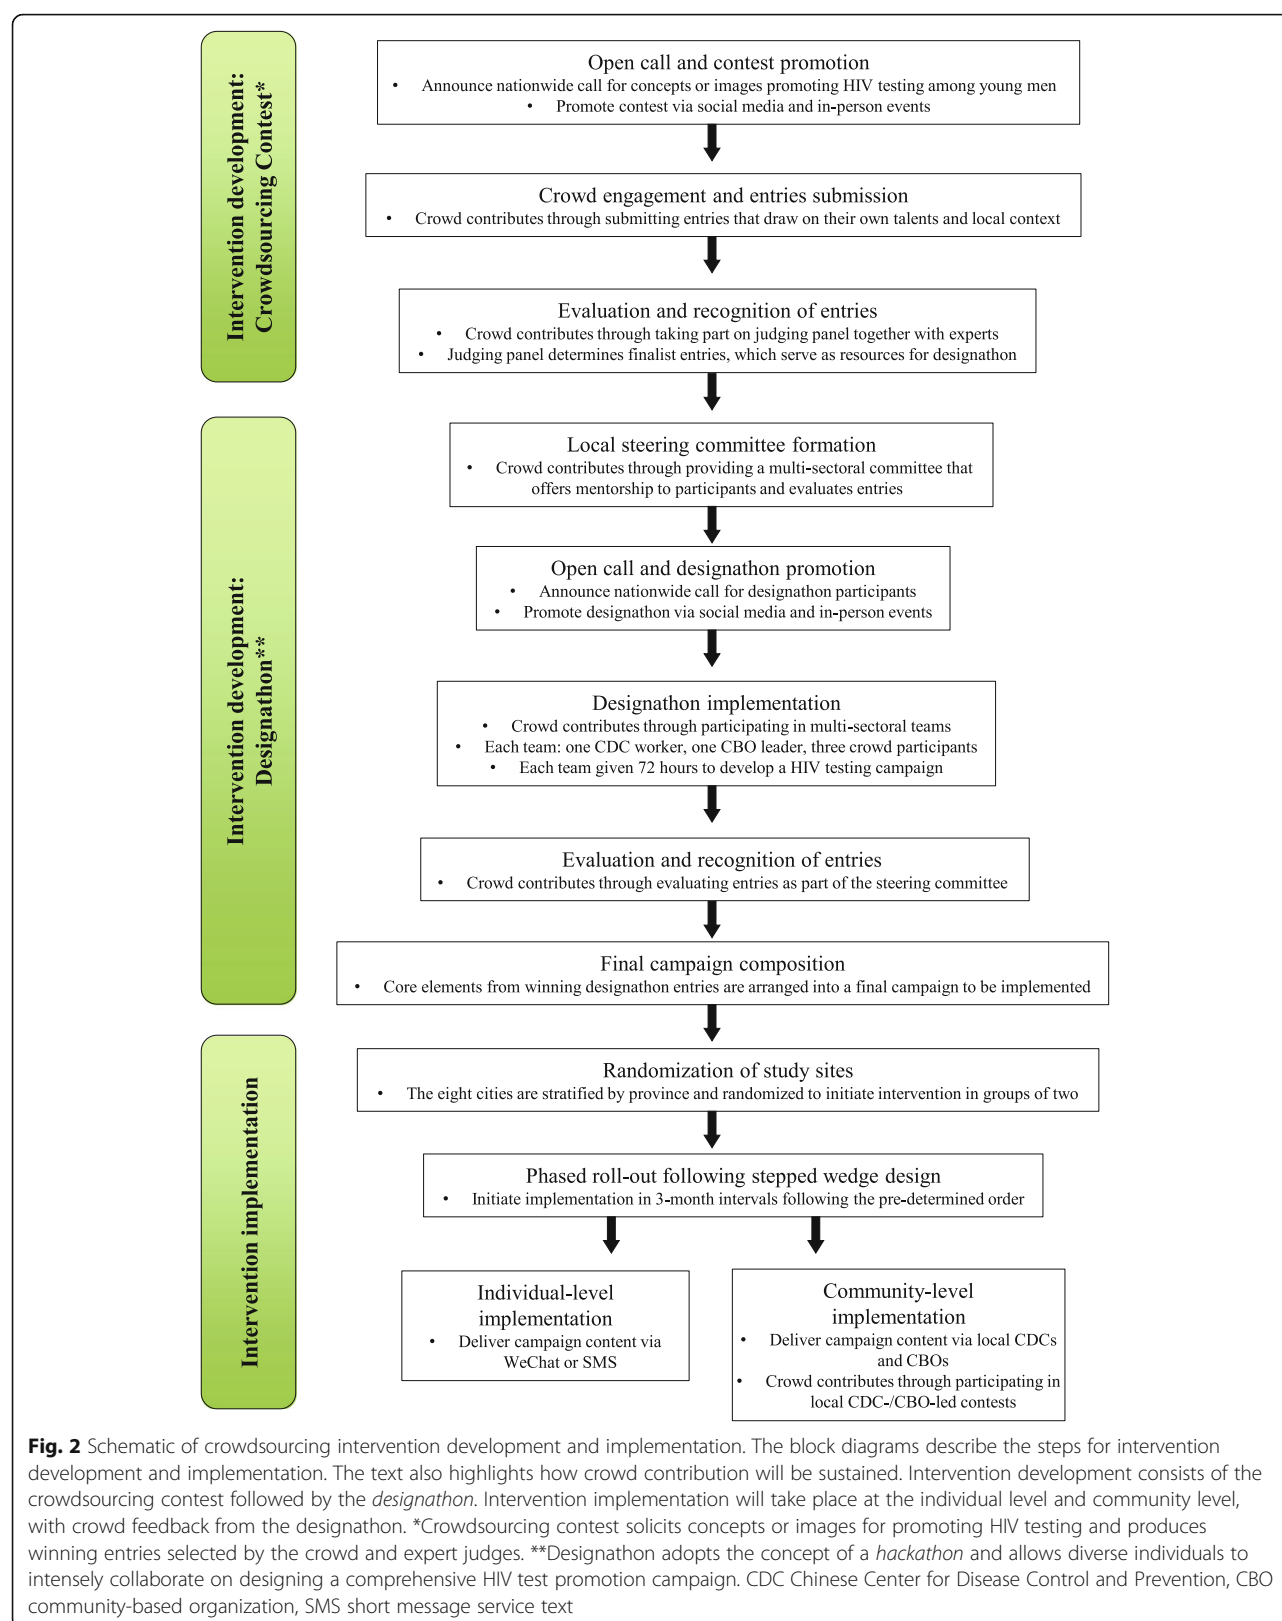 Intervention development:
Crowdsourcing Contest*
Open call and contest promotion
• Announce nationwide call for concepts or images promoting HIV testing among young men
• Promote contest via social media and in-person events
Crowd engagement and entries submission
• Crowd contributes through submitting entries that draw on their own talents and local context
Evaluation and recognition of entries
• Crowd contributes through taking part on judging panel together with experts
• Judging panel determines finalist entries, which serve as resources for designathon
Intervention development:
Designathon**
Local steering committee formation
• Crowd contributes through providing a multi-sectoral committee that
offers mentorship to participants and evaluates entries
Open call and designathon promotion
• Announce nationwide call for designathon participants
• Promote designathon via social media and in-person events
Designathon implementation
• Crowd contributes through participating in multi-sectoral teams
• Each team: one CDC worker, one CBO leader, three crowd participants
• Each team given 72 hours to develop a HIV testing campaign
Evaluation and recognition of entries
• Crowd contributes through evaluating entries as part of the steering committee
Final campaign composition
• Core elements from winning designathon entries are arranged into a final campaign to be implemented
Intervention implementation
Randomization of study sites
• The eight cities are stratified by province and randomized to initiate intervention in groups of two
Phased roll-out following stepped wedge design
• Initiate implementation in 3-month intervals following the pre-determined order
Individual-level
implementation
• Deliver campaign content via
WeChat or SMS
Community-level
implementation
• Deliver campaign content via local CDCs
and CBOs
• Crowd contributes through participating in
local CDC-/CBO-led contests
Fig. 2 Schematic of crowdsourcing intervention development and implementation. The block diagrams describe the steps for intervention
development and implementation. The text also highlights how crowd contribution will be sustained. Intervention development consists of the
crowdsourcing contest followed by the designathon. Intervention implementation will take place at the individual level and community level,
with crowd feedback from the designathon. *Crowdsourcing contest solicits concepts or images for promoting HIV testing and produces
winning entries selected by the crowd and expert judges. **Designathon adopts the concept of a hackathon and allows diverse individuals to
intensely collaborate on designing a comprehensive HIV test promotion campaign. CDC Chinese Center for Disease Control and Prevention, CBO
community-based organization, SMS short message service text